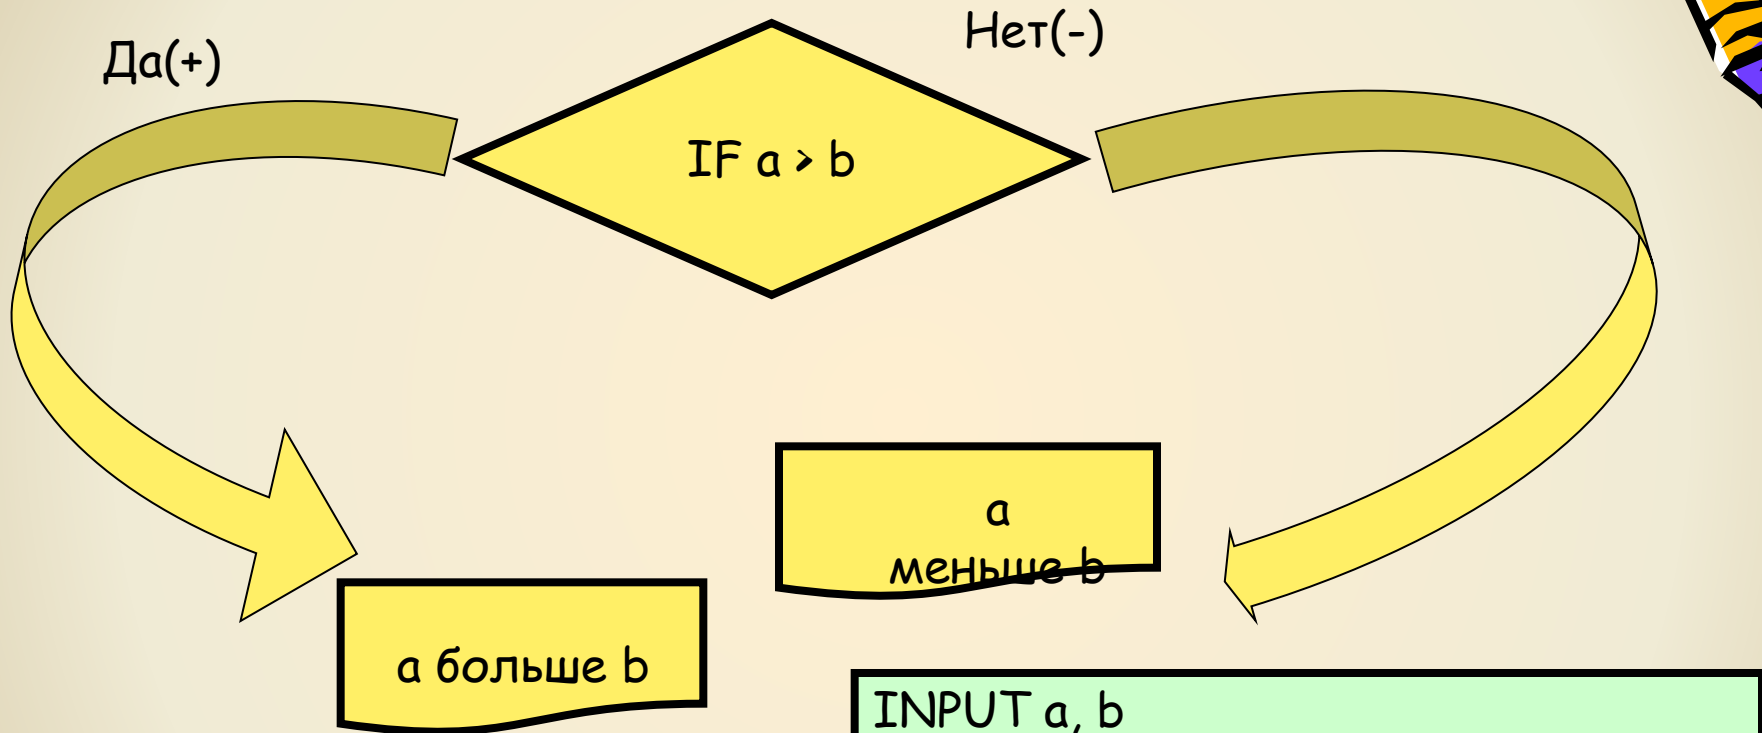 Да(+)
Нет(-)
IF a > b
a
меньше b
а больше b
INPUT a, b